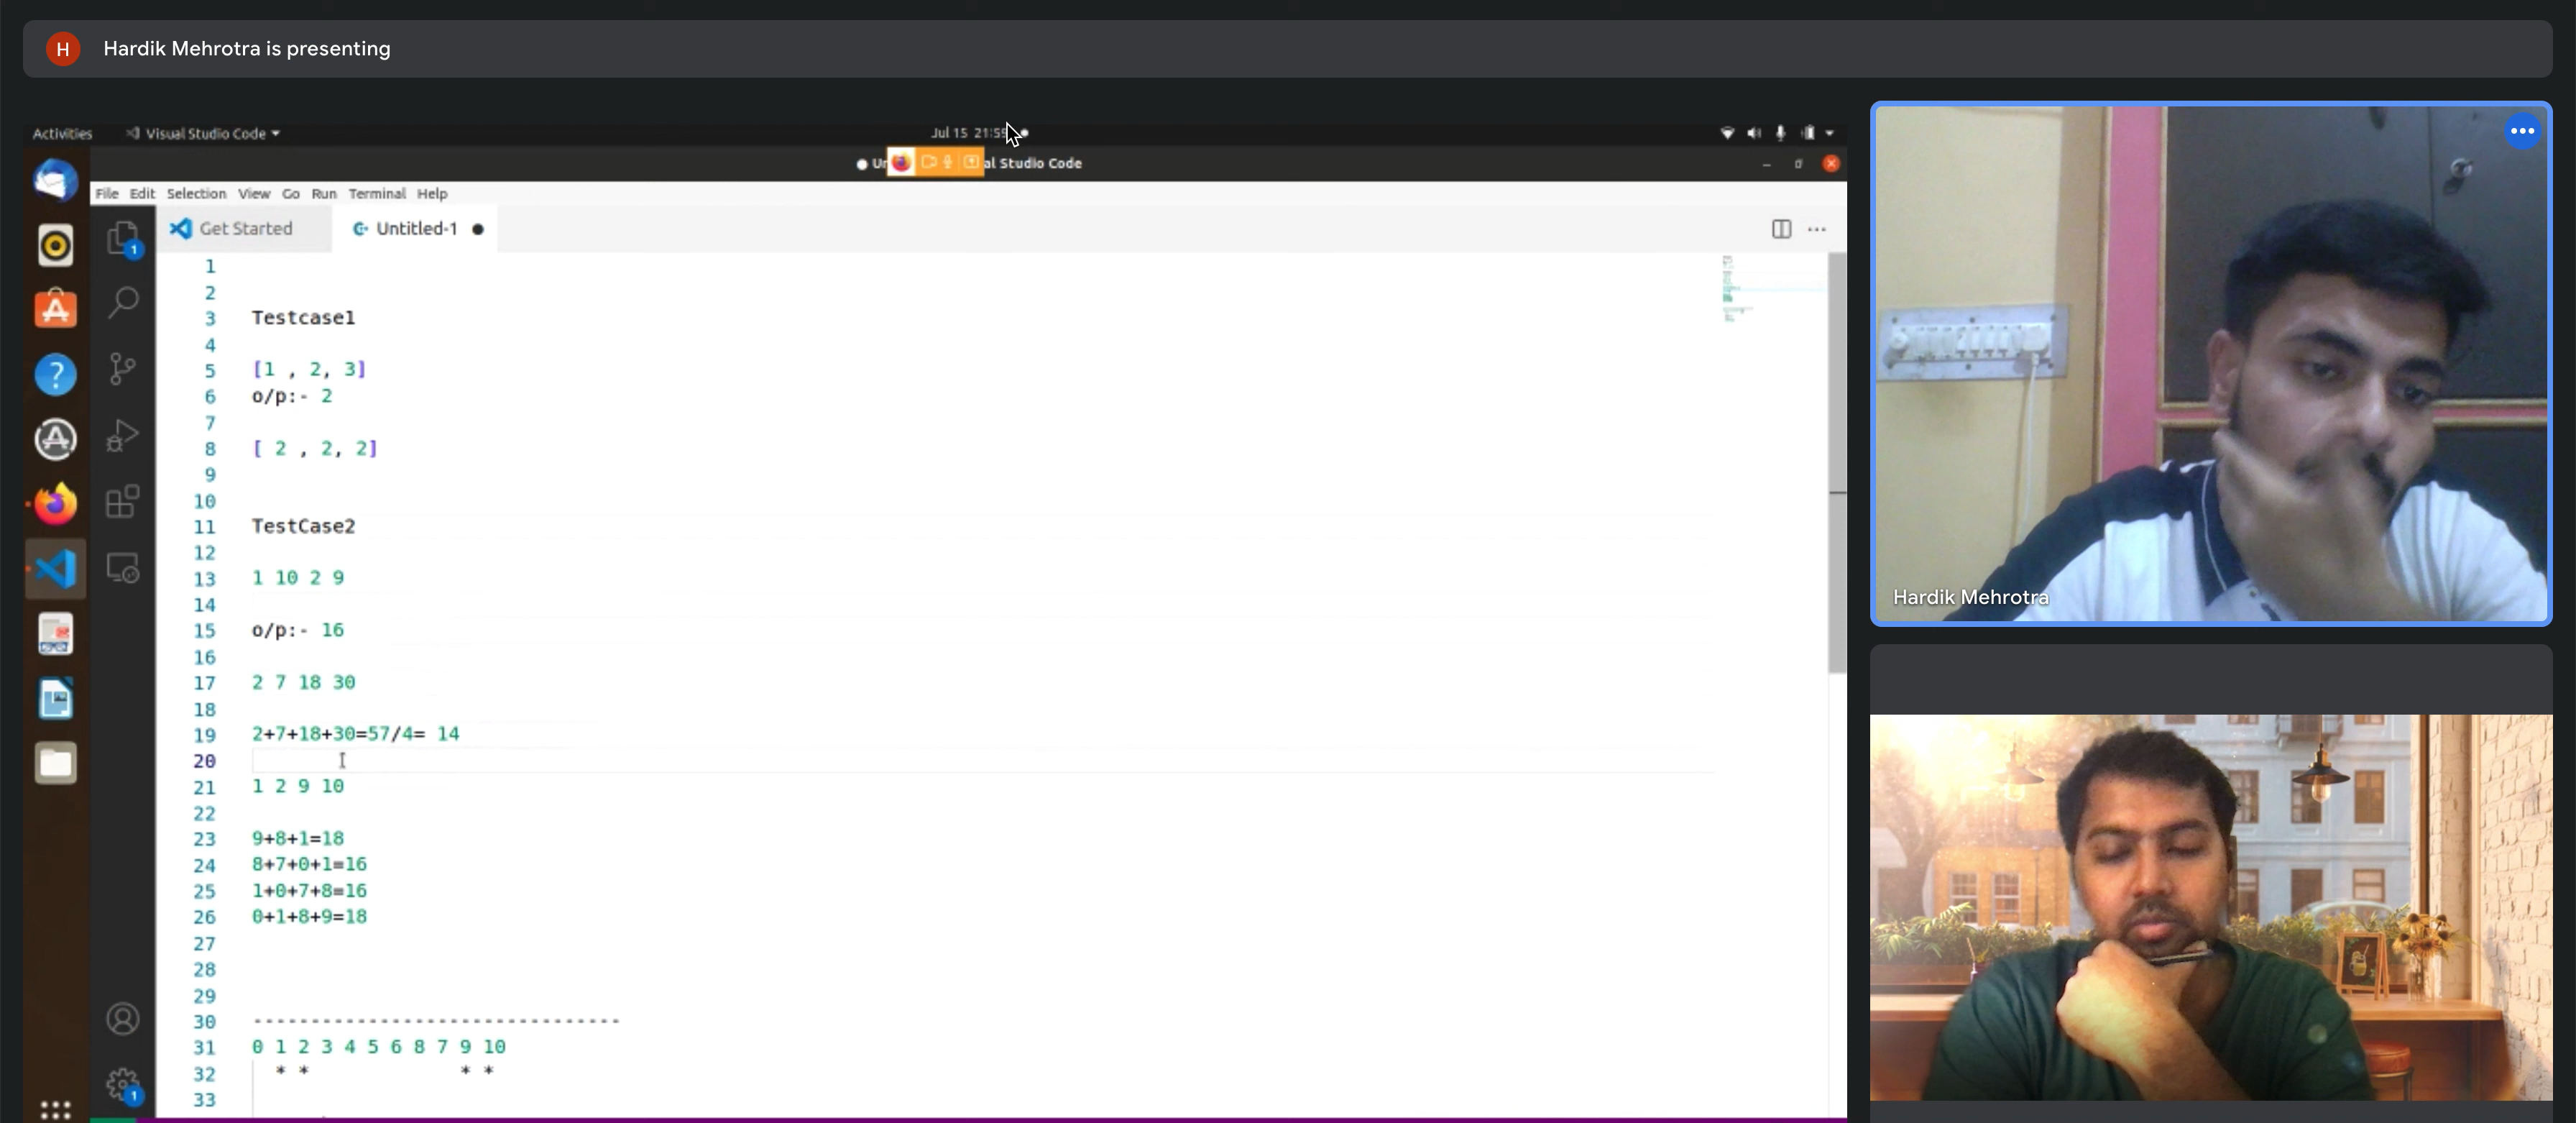 H Hardik Mehrotra is presenting
Activities Visual Studio Code Jul 15 21:55
al Studio Code
File Edit Selection View Go Run Terminal Help
Get Started Untitled-1
1
2
3 Testcase1
4
5 [1 , 2, 3]
6 o/p:- 2
7
8 [ 2 , 2, 2]
9
10
11 TestCase2
12
13 1 10 2 9
14
15 o/p:- 16
16
17 2 7 18 30
18
19 2+7+18+30=57/4= 14
20
21 1 2 9 10
22
23 9+8+1=18
24 8+7+0+1=16
25 1+0+7+8=16
26 0+1+8+9=18
27
28
29
30 --------------------------------
31 0 1 2 3 4 5 6 8 7 9 10
32 * * * *
33
1
1
Hardik Mehrotra